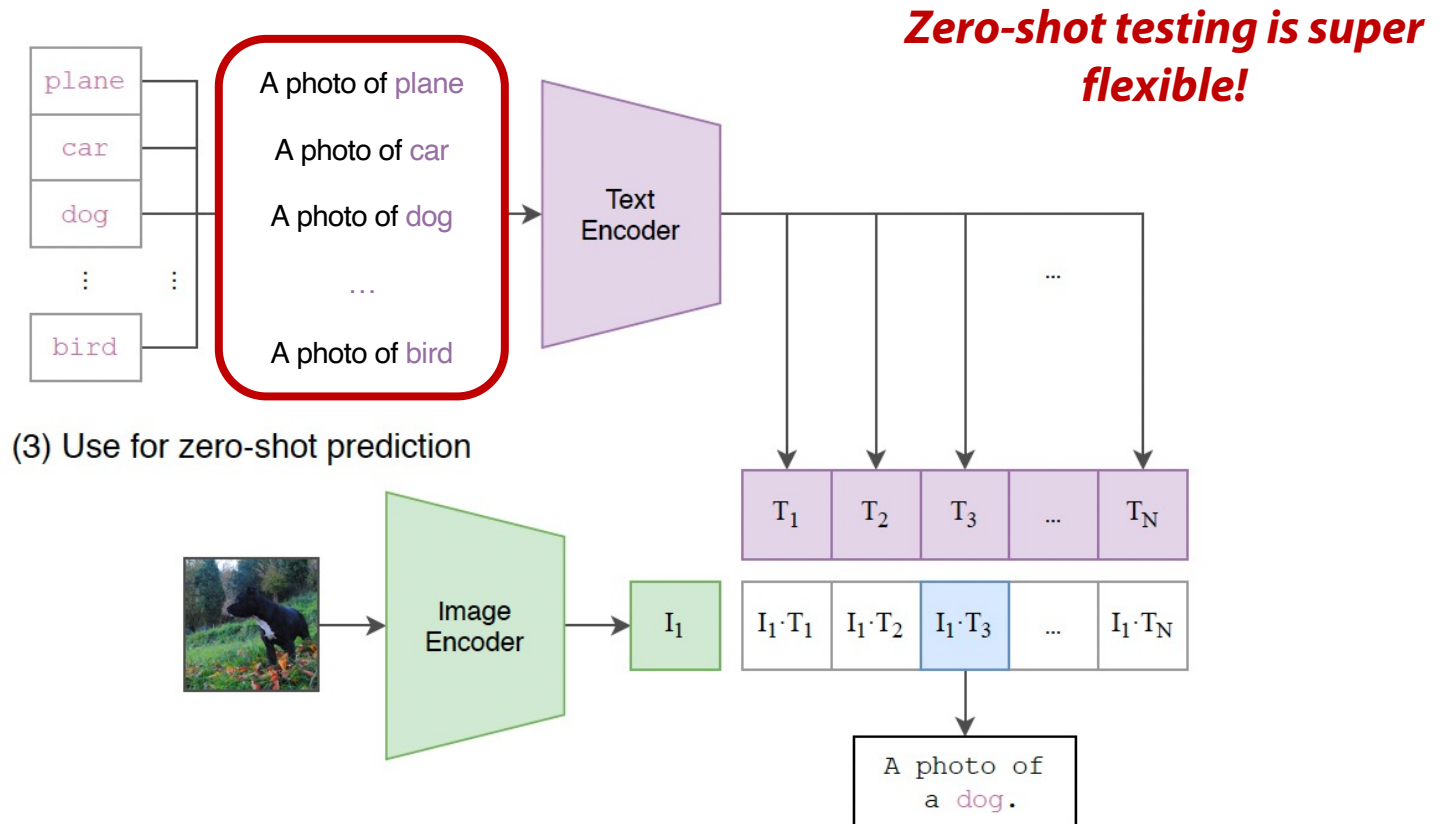 Zero-shot testing is super
flexible!
plane
car
dog
⋮ ⋮
bird
A photo of plane
A photo of car
A photo of dog
...
A photo of bird
Text
Encoder
...
(3) Use for zero-shot prediction
T1 T2 T3 ... TN
Image
Encoder
I1
I1·T1 I1·T2 I1·T3 ... I1·TN
A photo of
a dog.